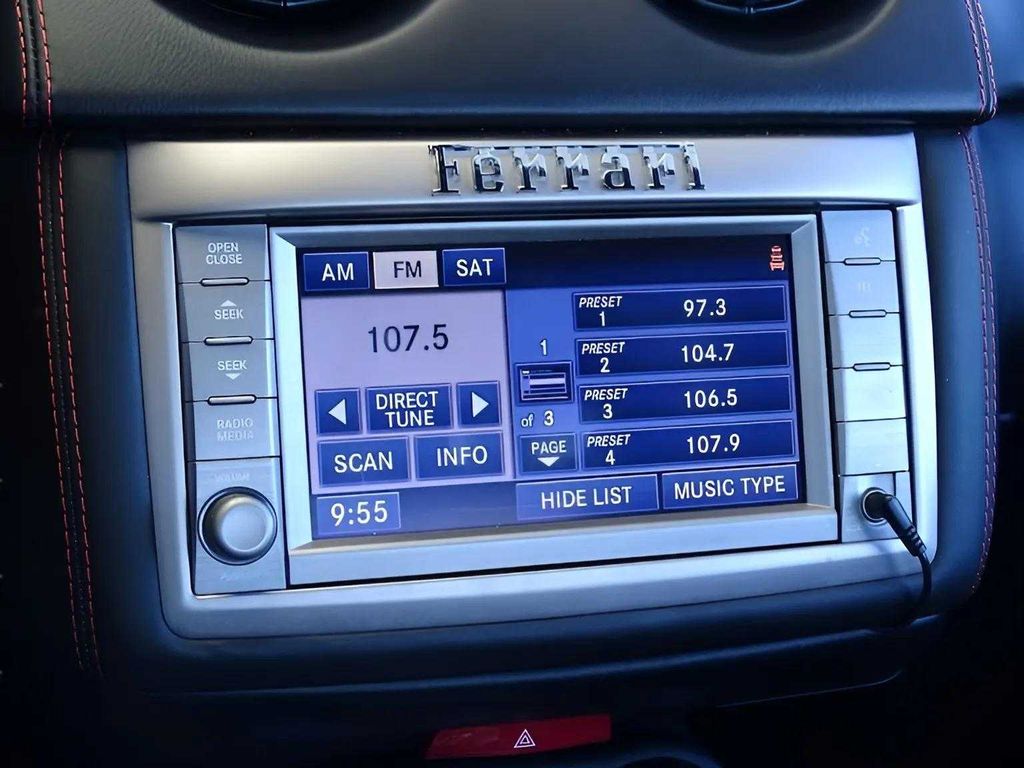 Ferrari
OPEN
CLOSE
SEEK
SEEK
RADIO
MEDIA
VOLUME
AM FM SAT
107.5
DIRECT
TUNE
SCAN INFO
9:55
1
of 3
PAGE
PRESET
1 97.3
PRESET
2 104.7
PRESET
3 106.5
PRESET
4 107.9
HIDE LIST MUSIC TYPE